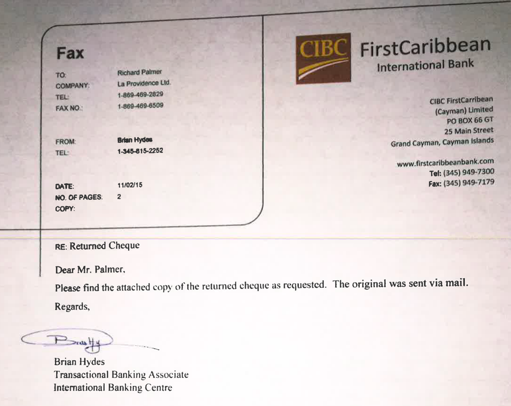 Fax
TO: Richard Palmer
COMPANY: La Providence Ltd.
TEL: 1-869-469-2829
FAX NO.: 1-869-469-6509
FROM: Brian Hydes
TEL: 1-345-815-2252
DATE: 11/02/15
NO. OF PAGES: 2
COPY:
CIBC FirstCaribbean
International Bank
CIBC FirstCarribean
(Cayman) Limited
PO BOX 66 GT
25 Main Street
Grand Cayman, Cayman Islands
www.firstcaribbeanbank.com
Tel: (345) 949-7300
Fax: (345) 949-7179
RE: Returned Cheque
Dear Mr. Palmer,
Please find the attached copy of the returned cheque as requested. The original was sent via mail.
Regards,
Brian Hydes
Transactional Banking Associate
International Banking Centre